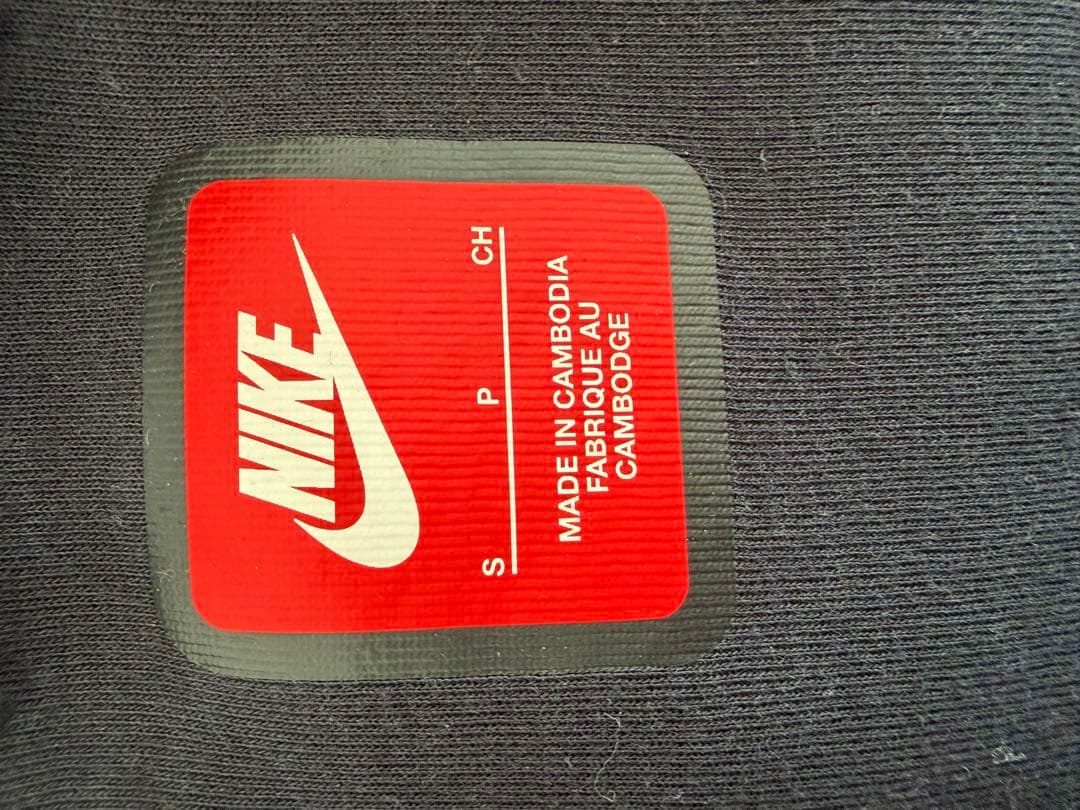 NIKE
S P CH
MADE IN CAMBODIA
FABRIQUE AU
CAMBODGE